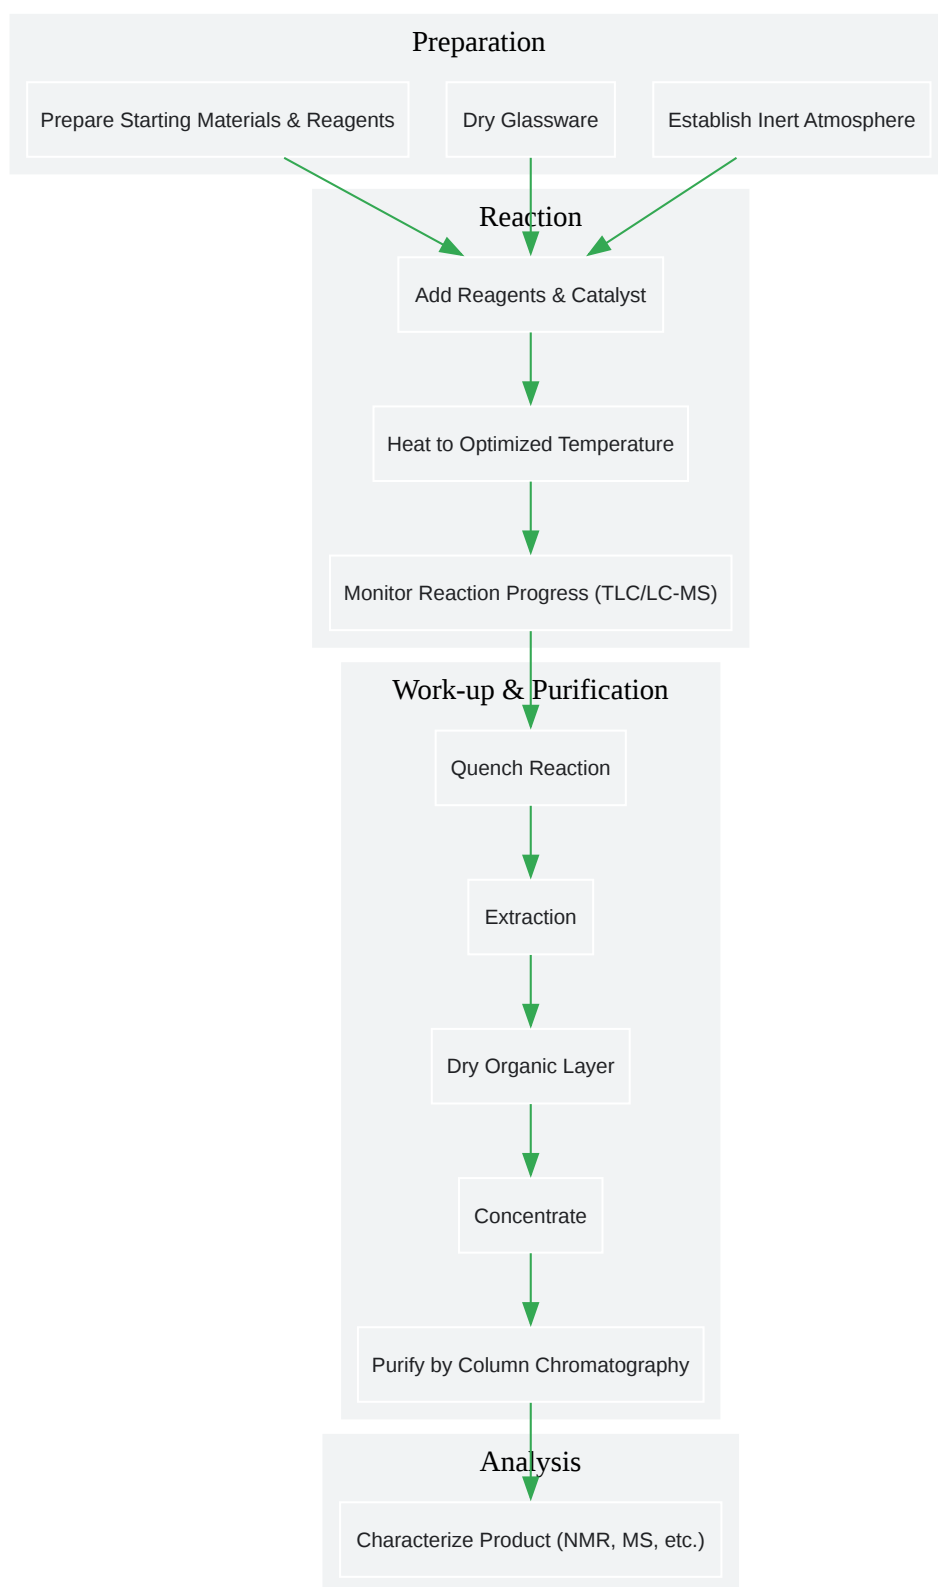 Preparation
Prepare Starting Materials & Reagents
Dry Glassware
Establish Inert Atmosphere
Reaction
Add Reagents & Catalyst
Heat to Optimized Temperature
Monitor Reaction Progress (TLC/LC-MS)
Work-up & Purification
Quench Reaction
Extraction
Dry Organic Layer
Concentrate
Purify by Column Chromatography
Analysis
Characterize Product (NMR, MS, etc.)